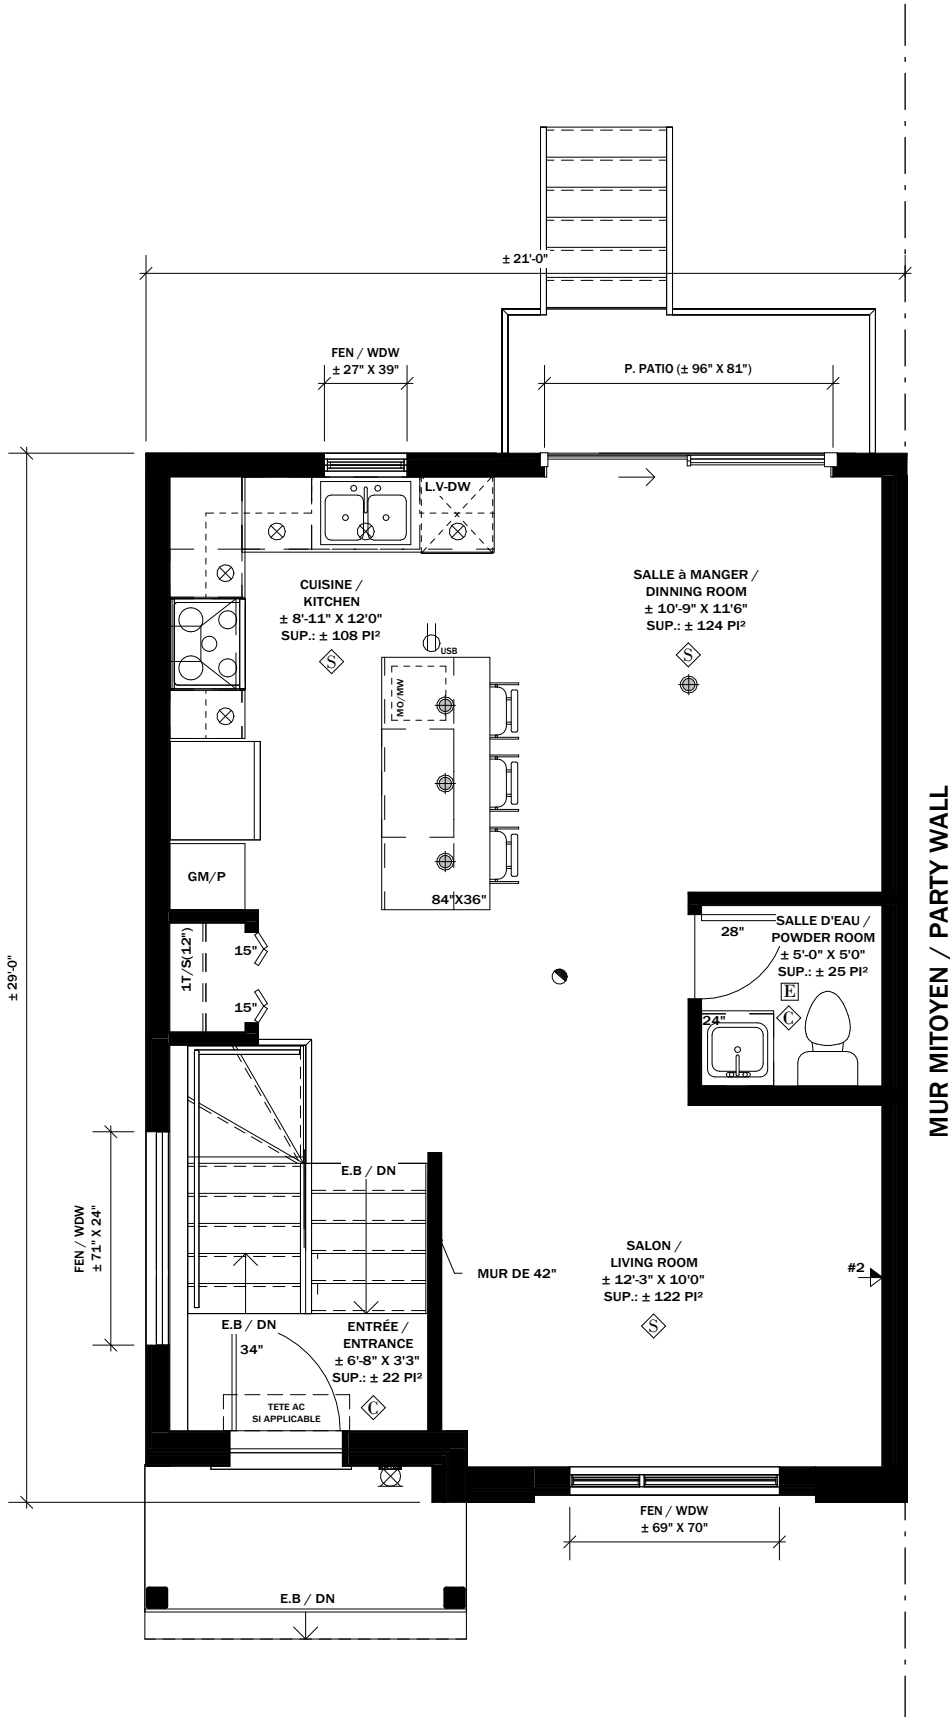 ± 21'-0"
FEN / WDW
± 27" X 39"
P. PATIO (± 96" X 81")
L.V-DW
CUISINE /
KITCHEN
± 8'-11" X 12'0"
SUP.: ± 108 PI²
S
SALLE à MANGER /
DINNING ROOM
± 10'-9" X 11'6"
SUP.: ± 124 PI²
S
USB
MO/MW
84"X36"
GM/P
1T/S(12")
15"
15"
28"
SALLE D'EAU /
POWDER ROOM
± 5'-0" X 5'0"
SUP.: ± 25 PI²
E
C
24"
± 29'-0"
MUR MITOYEN / PARTY WALL
FEN / WDW
± 71" X 24"
E.B / DN
MUR DE 42"
SALON /
LIVING ROOM
± 12'-3" X 10'0"
SUP.: ± 122 PI²
S
#2
E.B / DN
34"
ENTRÉE /
ENTRANCE
± 6'-8" X 3'3"
SUP.: ± 22 PI²
C
TETE AC
SI APPLICABLE
FEN / WDW
± 69" X 70"
E.B / DN